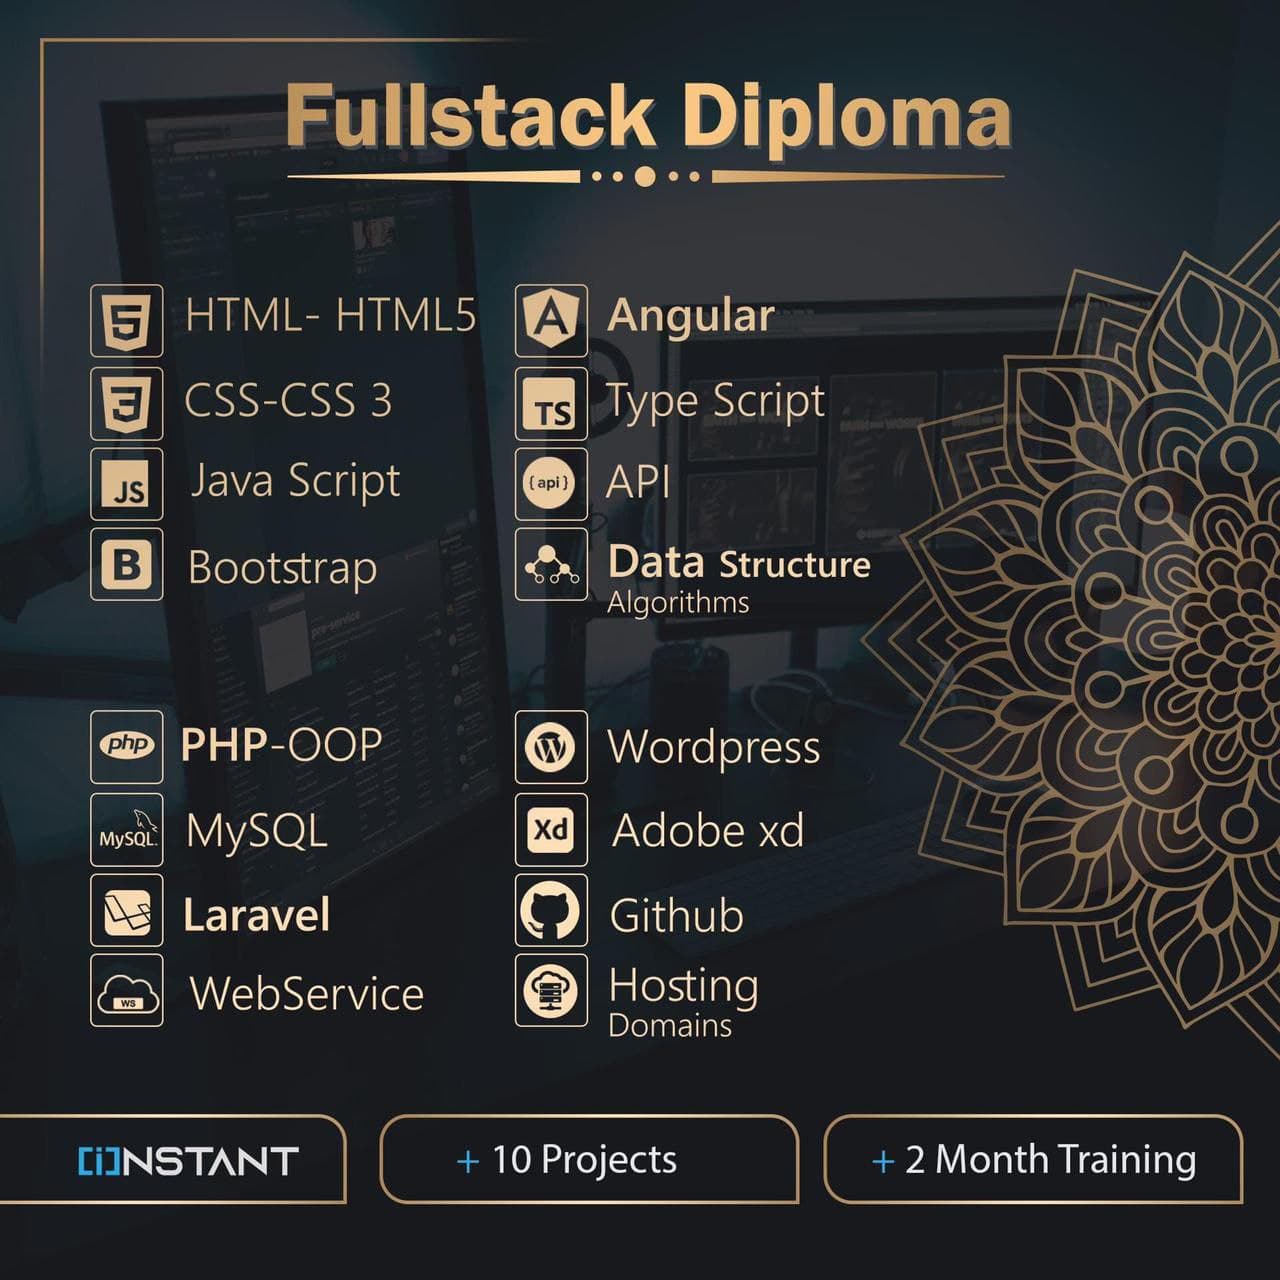 Fullstack Diploma
HTML- HTML5
CSS-CSS 3
JS
Java Script
B
Bootstrap
A
Angular
TS
Type Script
{api}
API
Data Structure
Algorithms
php
PHP-OOP
MySQL
MySQL
Laravel
ws
WebService
W
Wordpress
Xd
Adobe xd
Github
Hosting
Domains
[i]NSTANT
+ 10 Projects
+ 2 Month Training